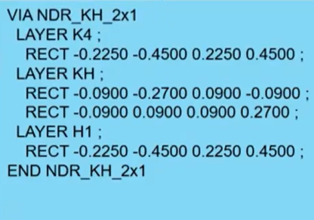 VIA NDR_KH_2x1
LAYER K4 ;
RECT -0.2250 -0.4500 0.2250 0.4500 ;
LAYER KH ;
RECT -0.0900 -0.2700 0.0900 -0.0900 ;
RECT -0.0900 0.0900 0.0900 0.2700 ;
LAYER H1 ;
RECT -0.2250 -0.4500 0.2250 0.4500 ;
END NDR_KH_2x1